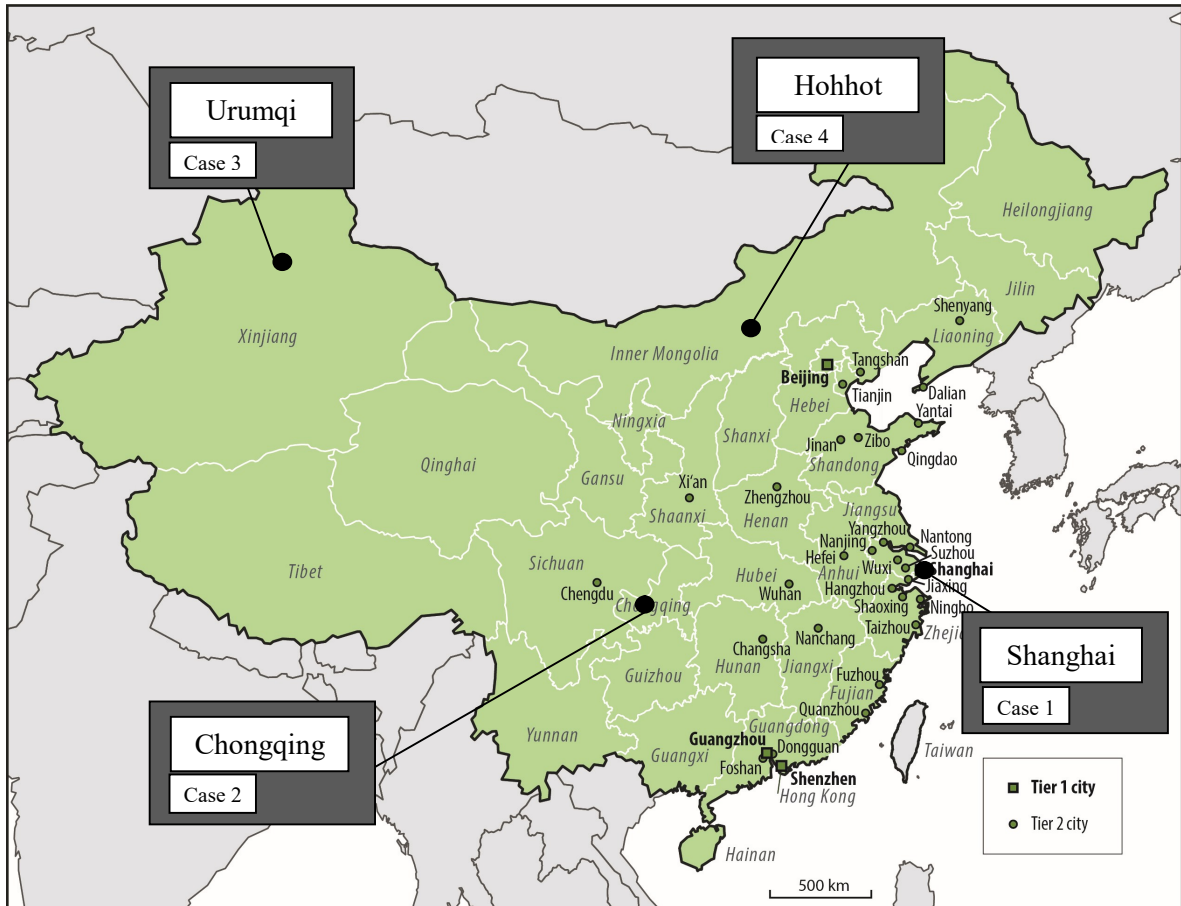 Urumqi
Case 3
Hohhot
Case 4
Heilongjiang
Jilin
Shenyang
Liaoning
Xinjiang
Inner Mongolia
Tangshan
Beijing
Tianjin
Dalian
Hebei
Yantai
Ningxia
Shanxi
Jinan
Zibo
Qingdao
Shandong
Qinghai
Gansu
Xi'an
Zhengzhou
Shaanxi
Henan
Jiangsu
Yangzhou
Nantong
Nanjing
Suzhou
Hefei
Wuxi
Shanghai
Tibet
Sichuan
Hubei
Anhui
Jiaxing
Chengdu
Wuhan
Hangzhou
Chongqing
Shaoxing
Ningbo
Taizhou
Zhejia
Nanchang
Changsha
Hunan
Jiangxi
Guizhou
Fuzhou
Fujian
Quanzhou
Shanghai
Case 1
Yunnan
Guangdong
Guangzhou
Dongguan
Guangxi
Foshan
Shenzhen
Hong Kong
Taiwan
Chongqing
Case 2
Tier 1 city
Tier 2 city
Hainan
500 km